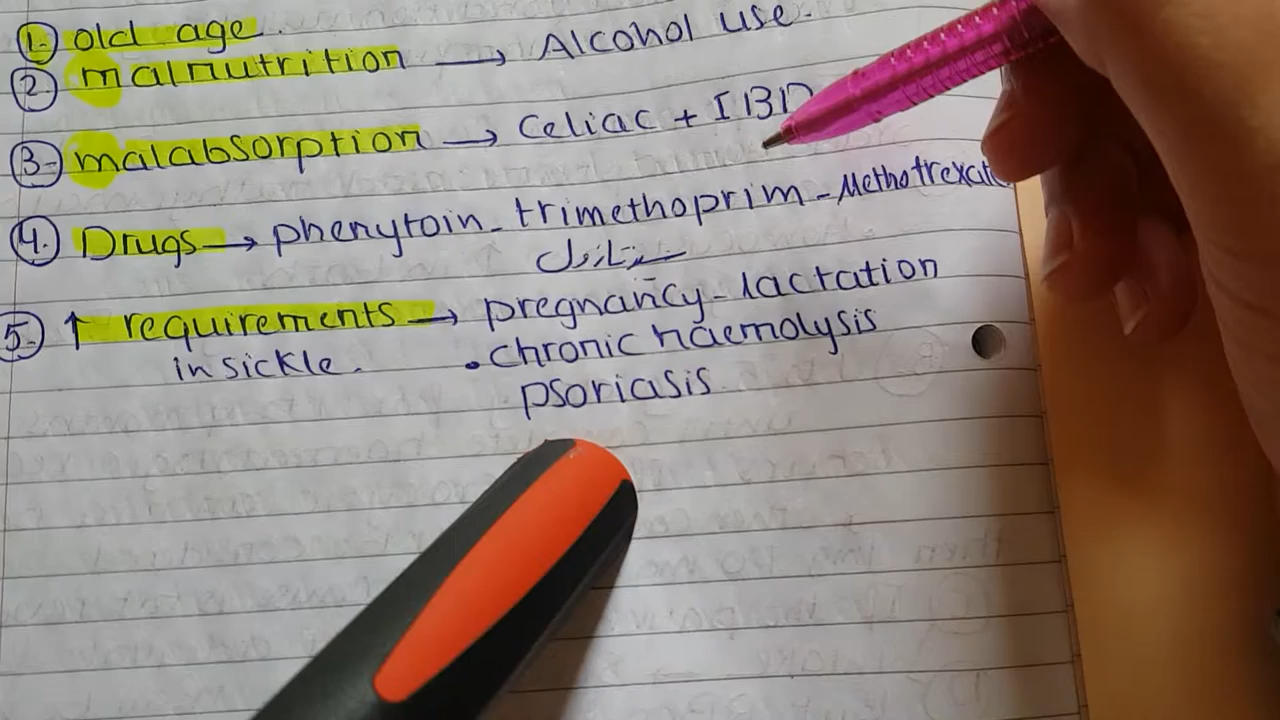 1- old age.
2- malnutrition → Alcohol use.
3- malabsorption → Celiac + IBD
4. Drugs → phenytoin - trimethoprim - Methotrexate
سبتازول
5- ↑ requirements → pregnancy - lactation
in sickle. • chronic haemolysis
psoriasis